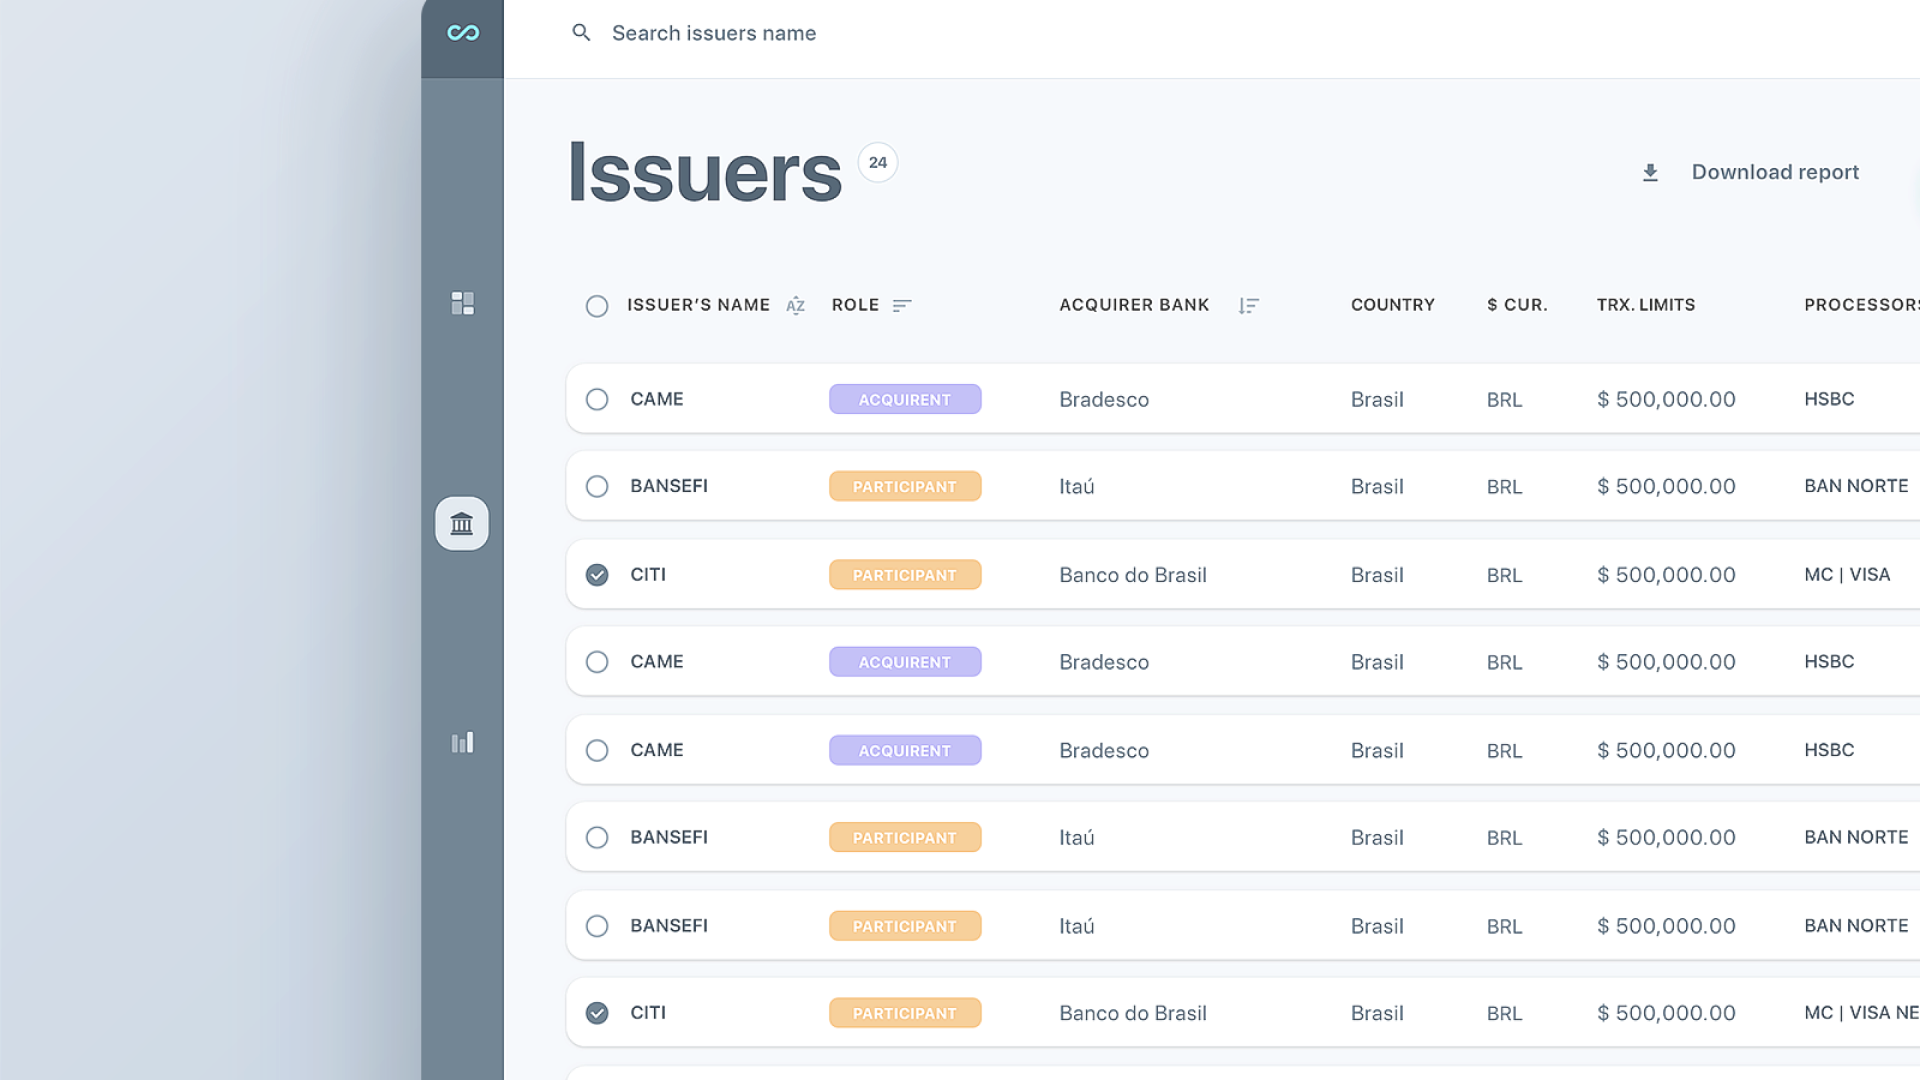 Search issuers name
Issuers 24
Download report
ISSUER’S NAME AZ ROLE ACQUIRER BANK COUNTRY $ CUR. TRX. LIMITS PROCESSORS
CAME ACQUIRENT Bradesco Brasil BRL $ 500,000.00 HSBC
BANSEFI PARTICIPANT Itaú Brasil BRL $ 500,000.00 BAN NORTE
CITI PARTICIPANT Banco do Brasil Brasil BRL $ 500,000.00 MC | VISA
CAME ACQUIRENT Bradesco Brasil BRL $ 500,000.00 HSBC
CAME ACQUIRENT Bradesco Brasil BRL $ 500,000.00 HSBC
BANSEFI PARTICIPANT Itaú Brasil BRL $ 500,000.00 BAN NORTE
BANSEFI PARTICIPANT Itaú Brasil BRL $ 500,000.00 BAN NORTE
CITI PARTICIPANT Banco do Brasil Brasil BRL $ 500,000.00 MC | VISA NE